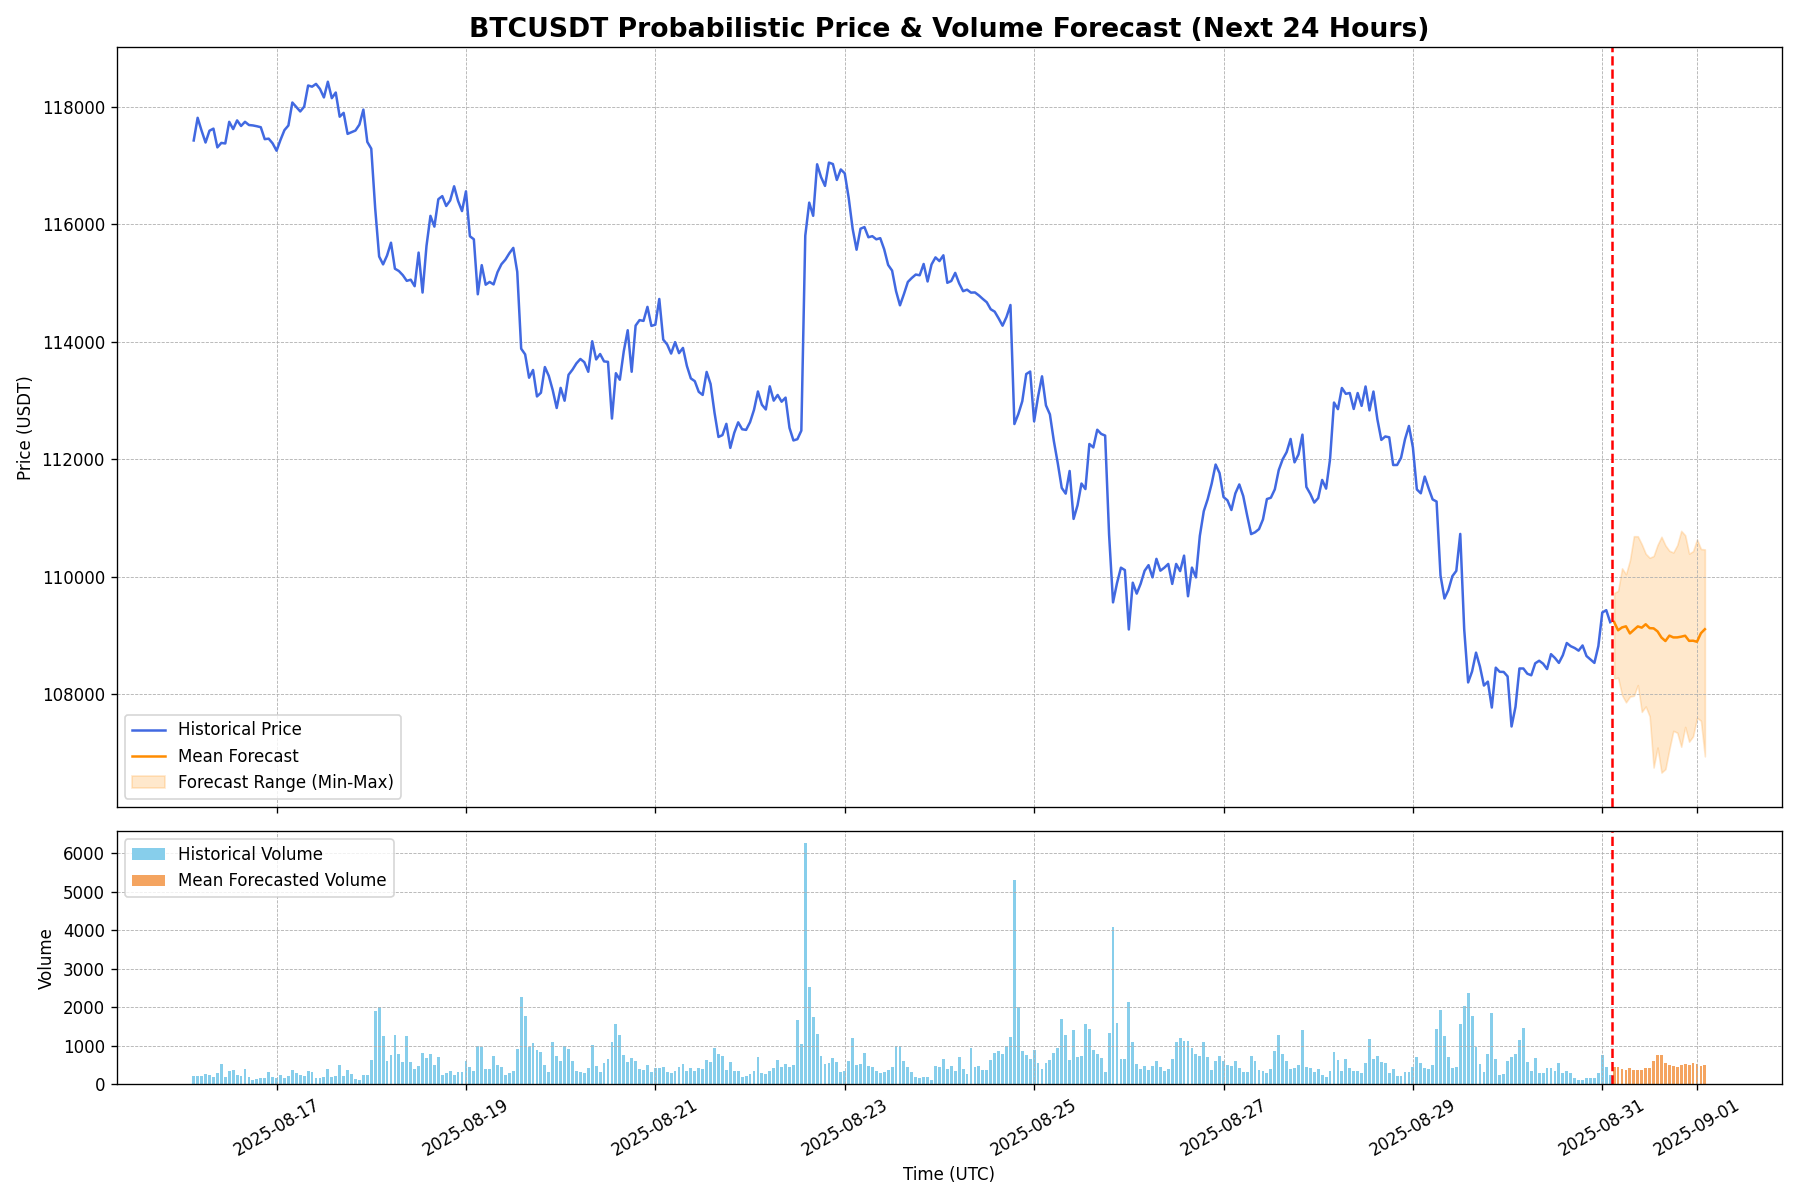 BTCUSDT Probabilistic Price & Volume Forecast (Next 24 Hours)
Price (USDT)
118000
116000
114000
112000
110000
108000
Historical Price
Mean Forecast
Forecast Range (Min-Max)
Volume
6000
5000
4000
3000
2000
1000
0
Historical Volume
Mean Forecasted Volume
2025-08-17
2025-08-19
2025-08-21
2025-08-23
2025-08-25
2025-08-27
2025-08-29
2025-08-31
2025-09-01
Time (UTC)